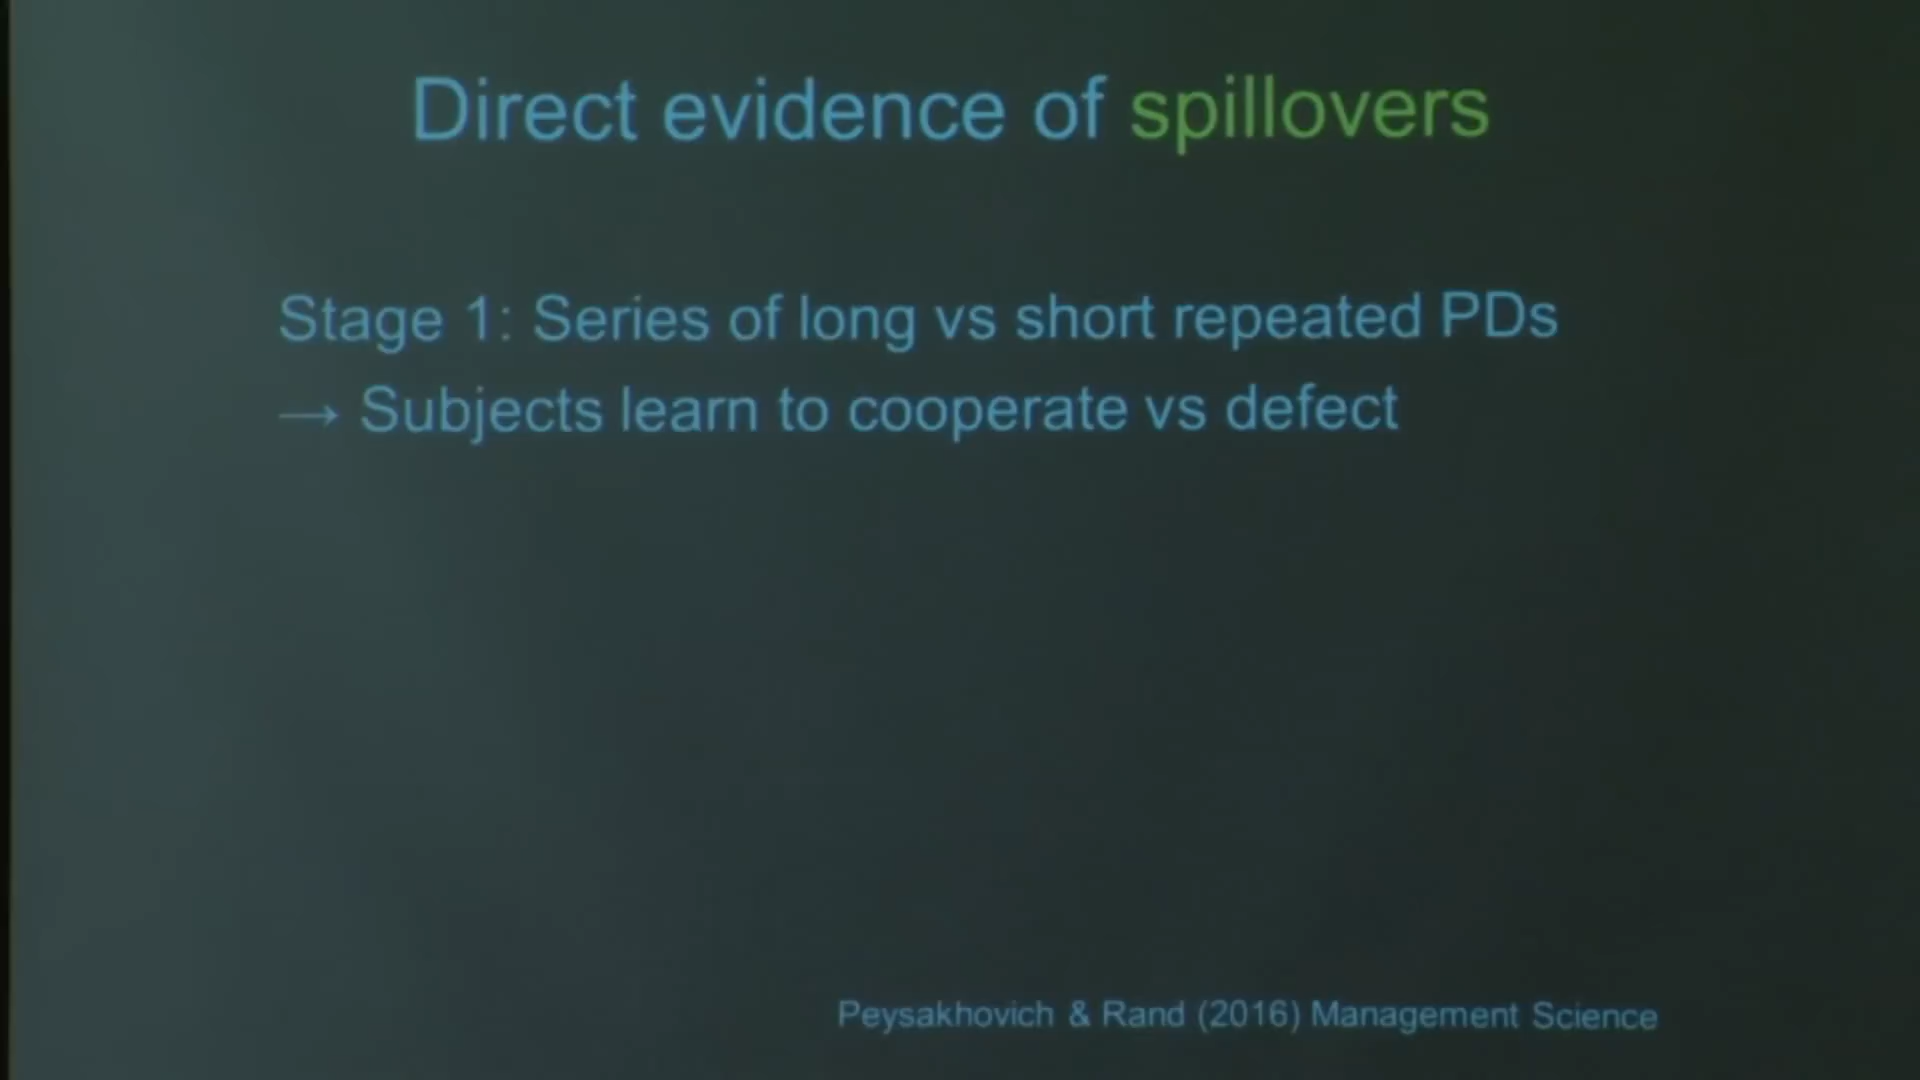 Direct evidence of spillovers
Stage 1: Series of long vs short repeated PDs
→ Subjects learn to cooperate vs defect
Peysakhovich & Rand (2016) Management Science